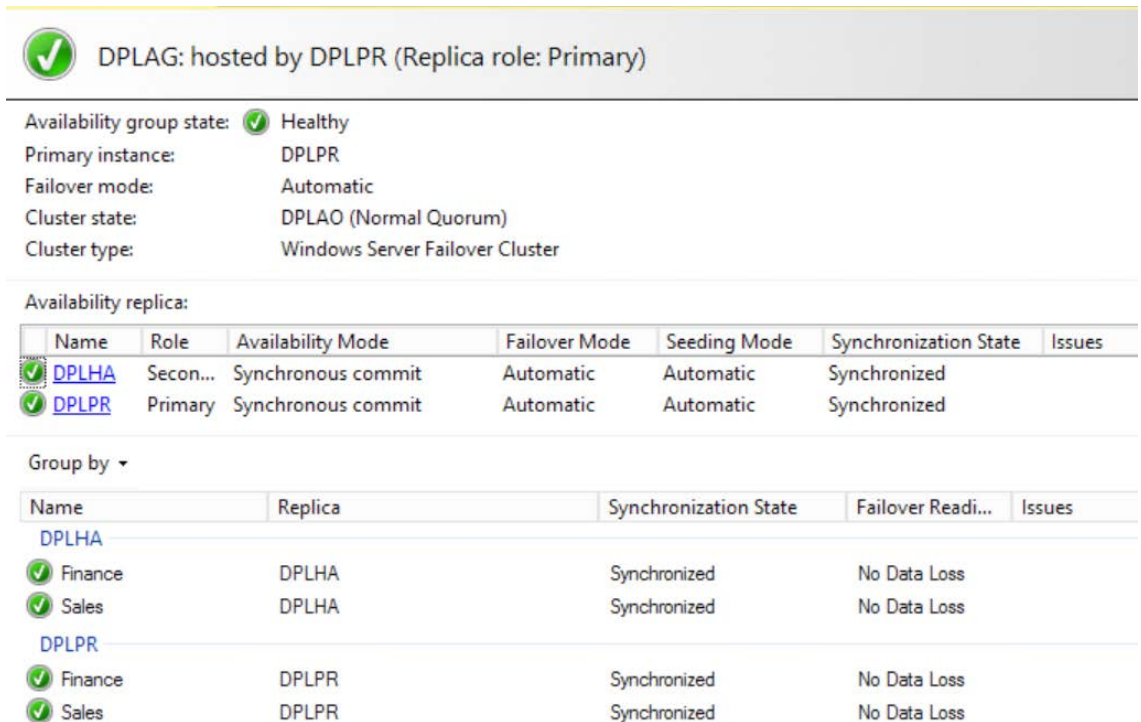 DPLAG: hosted by DPLPR (Replica role: Primary)
Availability group state: Healthy
Primary instance: DPLPR
Failover mode: Automatic
Cluster state: DPLAO (Normal Quorum)
Cluster type: Windows Server Failover Cluster
Availability replica:
Name Role Availability Mode Failover Mode Seeding Mode Synchronization State Issues
DPLHA Secon... Synchronous commit Automatic Automatic Synchronized
DPLPR Primary Synchronous commit Automatic Automatic Synchronized
Group by
Name Replica Synchronization State Failover Readi... Issues
DPLHA
Finance DPLHA Synchronized No Data Loss
Sales DPLHA Synchronized No Data Loss
DPLPR
Finance DPLPR Synchronized No Data Loss
Sales DPLPR Synchronized No Data Loss